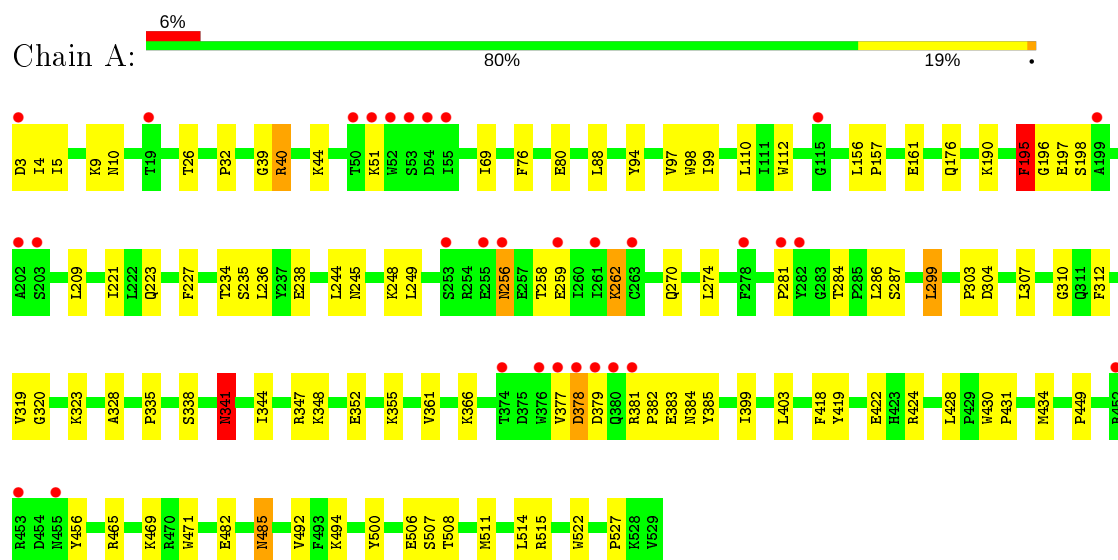 6%
Chain A:
80% 19% •
D3 I4 I5 K9 N10 T19 T26 P32 G39 R40 K44 T50 K51 W52 S53 D54 I55 I69 F76 E80 L88 Y94 V97 W98 I99 L110 I111 W112 G115 L156 P157 E161 Q176 K190 F195 G196 E197 S198 A199
A202 S203 L209 I221 L222 Q223 F227 T234 S235 L236 Y237 E238 L244 N245 K248 L249 S253 R254 E255 N256 E257 T258 E259 I260 I261 K262 C263 Q270 L274 F278 P281 Y282 G283 T284 P285 L286 S287 L299 P303 D304 L307 G310 Q311 F312
V319 G320 K323 A328 P335 S338 N341 I344 R347 K348 E352 K355 V361 K366 T374 D375 W376 V377 D378 D379 Q380 R381 P382 E383 N384 Y385 I399 L403 F418 Y419 E422 H423 R424 L428 P429 W430 P431 M434 P449
R453 D454 N455 Y456 R465 K469 R470 W471 E482 N485 V492 F493 K494 Y500 E506 S507 T508 M511 L514 R515 W522 P527 K528 V529